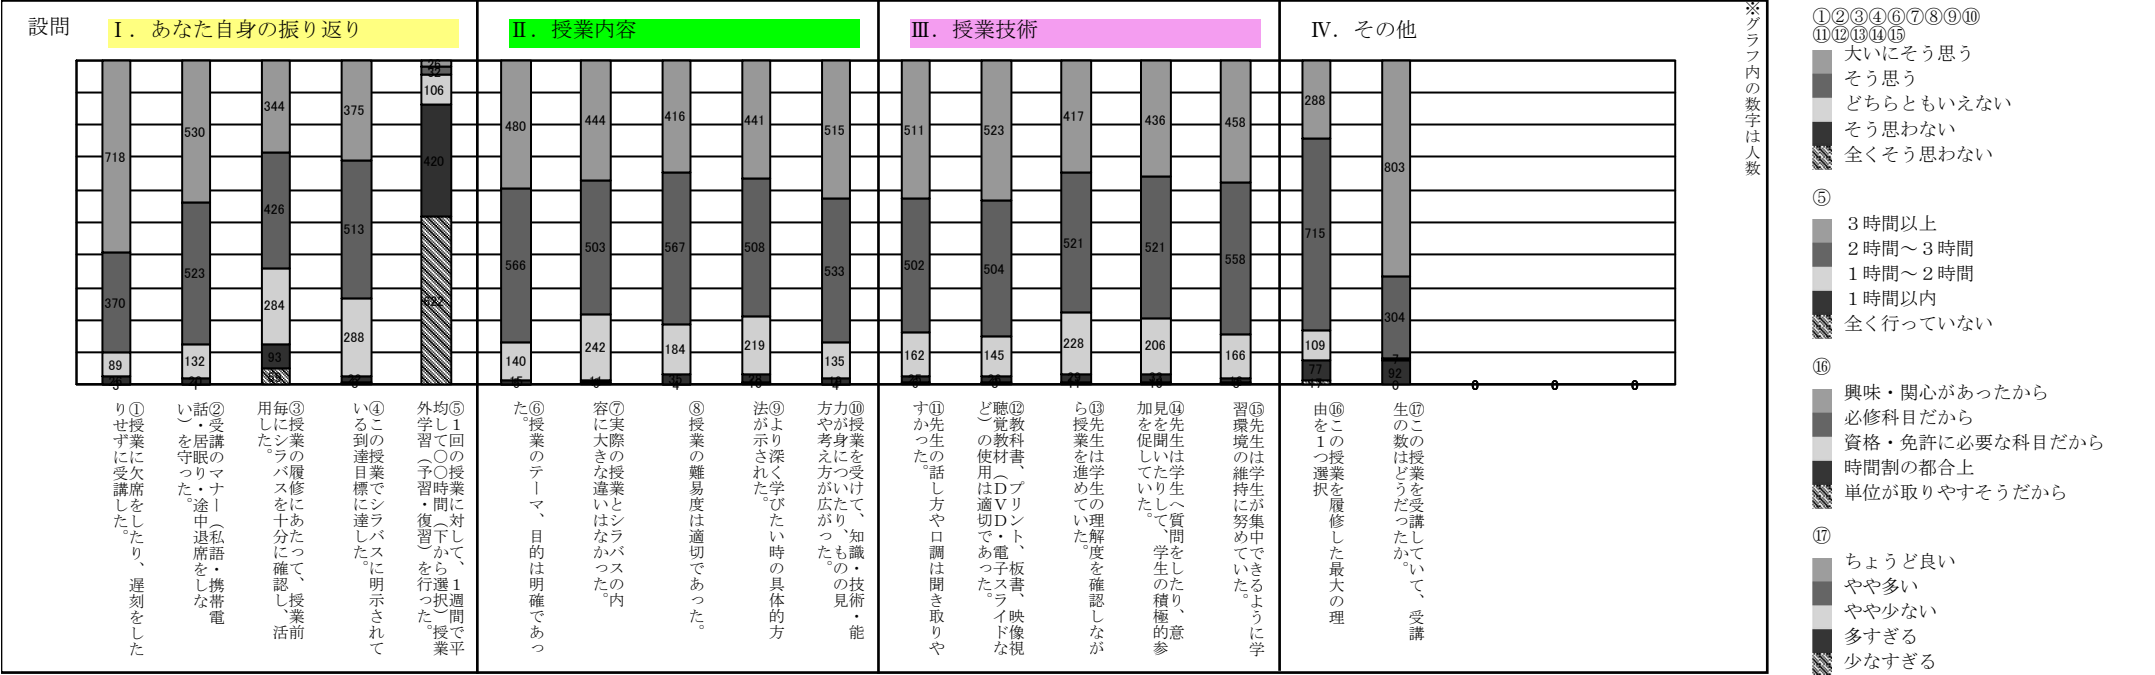 設問
Ⅰ．あなた自身の振り返り
Ⅱ．授業内容
Ⅲ．授業技術
Ⅳ．その他
※グラフ内の数字は人数
718
370
89
530
523
132
344
426
284
93
69
375
513
288
106
420
622
480
566
140
444
503
242
416
567
184
35
4
441
508
219
515
533
135
511
502
162
523
504
145
417
521
228
436
521
206
458
558
166
288
715
109
77
17
803
304
7
92
0
0
0
0
①授業に欠席をしたり、遅刻をした
りせずに受講した。
②受講のマナー（私語・携帯電
話・居眠り・途中退席をしな
い）を守った。
③授業の履修にあたって、授業前
毎にシラバスを十分に確認し、活
用した。
④この授業でシラバスに明示されて
いる到達目標に達した。
⑤１回の授業に対して、１週間で平
均して〇〇時間（下から選択）授業
外学習（予習・復習）を行った。
⑥授業のテーマ、目的は明確であっ
た。
⑦実際の授業とシラバスの内
容に大きな違いはなかった。
⑧授業の難易度は適切であった。
⑨より深く学びたい時の具体的方
法が示された。
⑩授業を受けて、知識・技術・能
力が身についたり、ものの見
方や考え方が広がった。
⑪先生の話し方や口調は聞き取りや
すかった。
⑫教科書、プリント、板書、映像視
聴覚教材（ＤＶＤ・電子スライドな
ど）の使用は適切であった。
⑬先生は学生の理解度を確認しなが
ら授業を進めていた。
⑭先生は学生へ質問をしたり、意
見を聞いたりして、学生の積極的参
加を促していた。
⑮先生は学生が集中できるように学
習環境の維持に努めていた。
⑯この授業を履修した最大の理
由を１つ選択
⑰この授業を受講していて、受講
生の数はどうだったか。
①②③④⑥⑦⑧⑨⑩
⑪⑫⑬⑭⑮
大いにそう思う
そう思う
どちらともいえない
そう思わない
全くそう思わない
⑤
３時間以上
２時間～３時間
１時間～２時間
１時間以内
全く行っていない
⑯
興味・関心があったから
必修科目だから
資格・免許に必要な科目だから
時間割の都合上
単位が取りやすそうだから
⑰
ちょうど良い
やや多い
やや少ない
多すぎる
少なすぎる